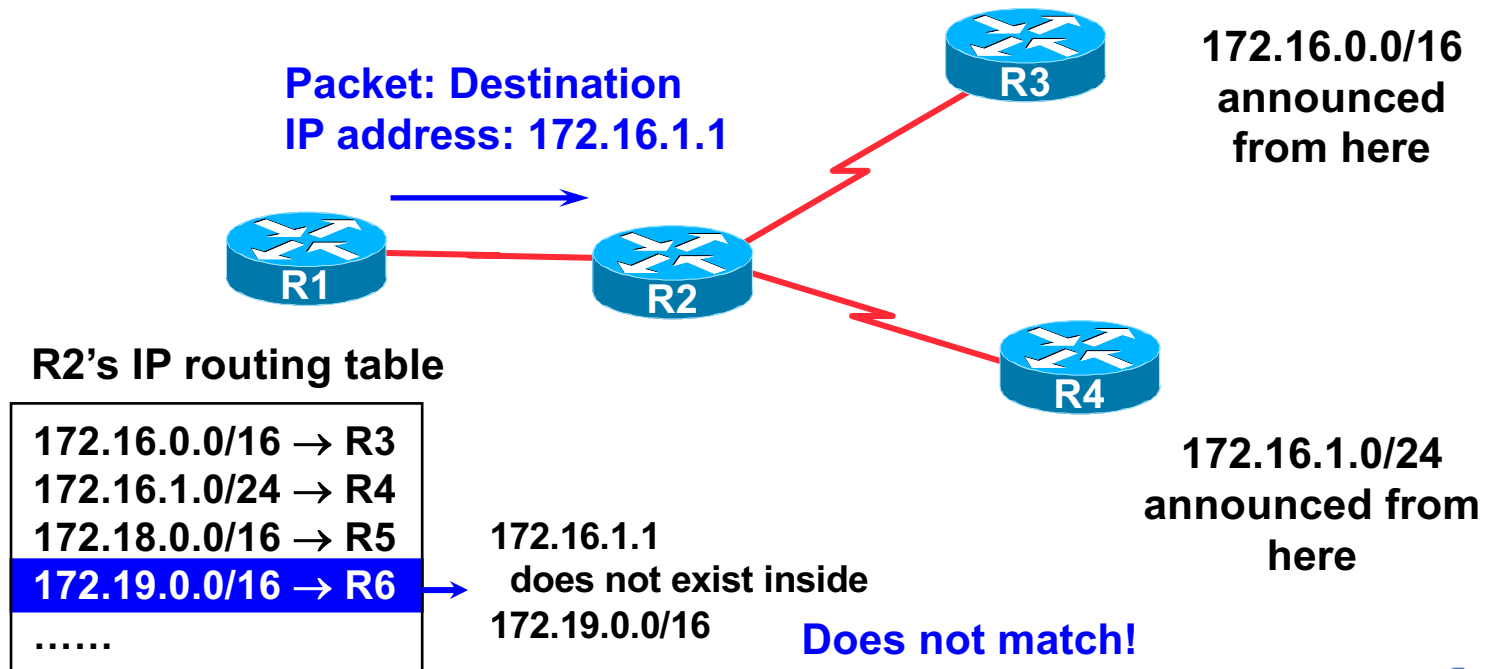 Packet: Destination
IP address: 172.16.1.1
R3
172.16.0.0/16
announced
from here
R1
R2
R4
172.16.1.0/24
announced from
here
R2’s IP routing table
172.16.0.0/16 → R3
172.16.1.0/24 → R4
172.18.0.0/16 → R5
172.19.0.0/16 → R6
……
172.16.1.1
does not exist inside
172.19.0.0/16
Does not match!